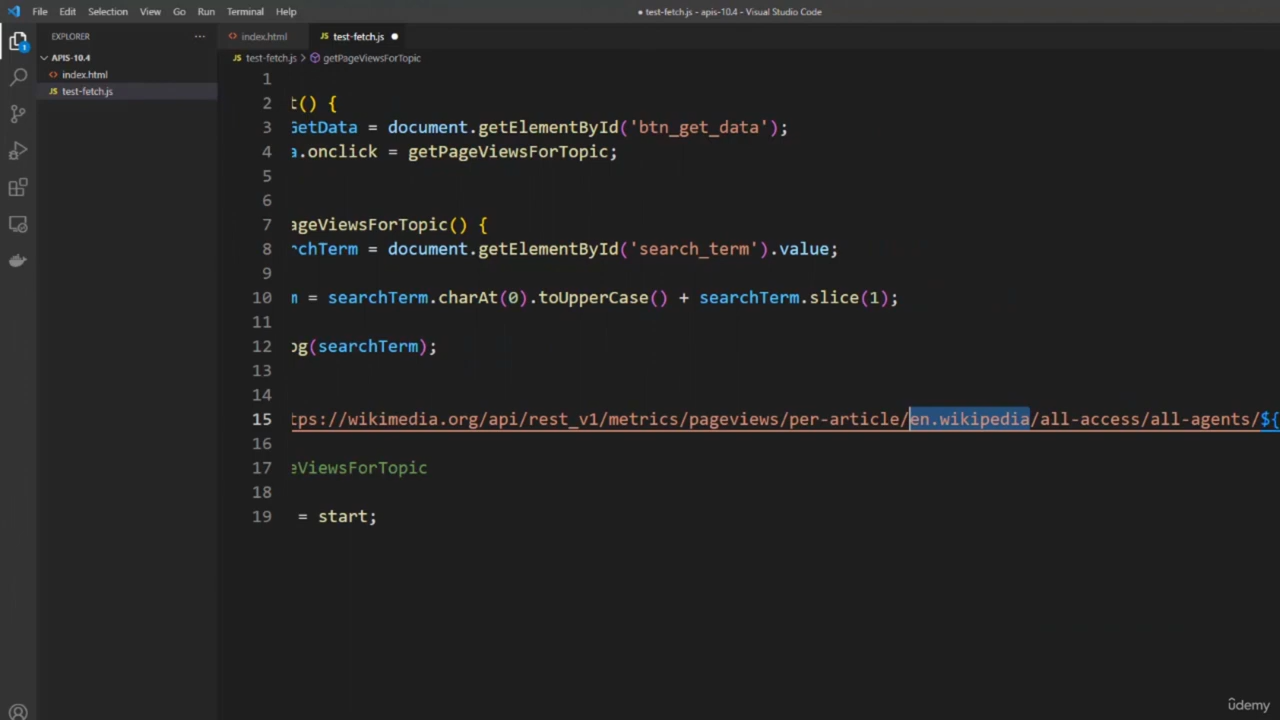 File Edit Selection View Go Run Terminal Help
● test-fetch.js - apis-10.4 - Visual Studio Code
EXPLORER ...
APIS-10.4
<> index.html
JS test-fetch.js
1
<> index.html
JS test-fetch.js ●
JS test-fetch.js > getPageViewsForTopic
1
2 t() {
3 GetData = document.getElementById('btn_get_data');
4 a.onclick = getPageViewsForTopic;
5
6
7 ageViewsForTopic() {
8 rchTerm = document.getElementById('search_term').value;
9
10 m = searchTerm.charAt(0).toUpperCase() + searchTerm.slice(1);
11
12 og(searchTerm);
13
14
15 tps://wikimedia.org/api/rest_v1/metrics/pageviews/per-article/en.wikipedia/all-access/all-agents/${
16
17 eViewsForTopic
18
19 = start;
ûdemy